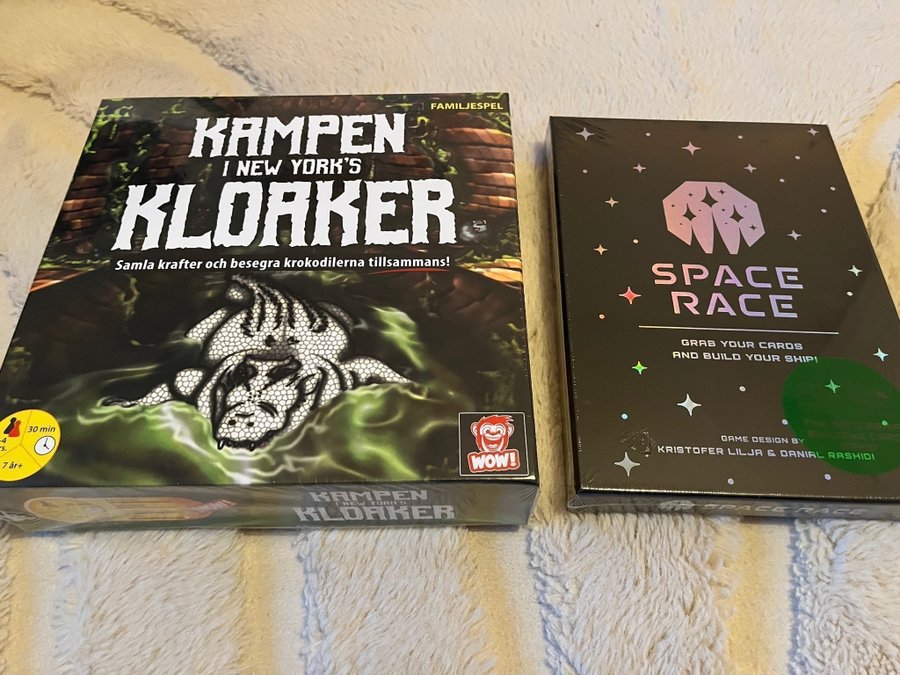 FAMILJESPEL
KAMPEN
I NEW YORK'S
KLOAKER
Samla krafter och besegra krokodilerna tillsammans!
30 min
7 år+
WOW!
KAMPEN
I NEW YORK'S
KLOAKER
SPACE
RACE
GRAB YOUR CARDS
AND BUILD YOUR SHIP!
GAME DESIGN BY
KRISTOFER LILJA & DANIAL RASHIDI
SPACE RACE